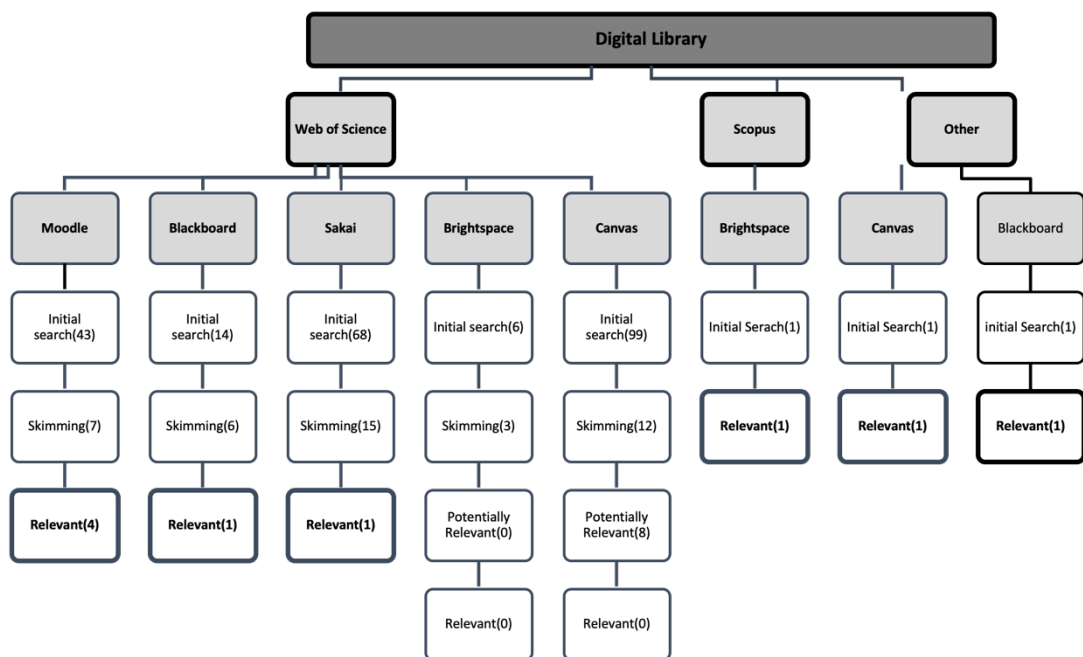 Digital Library
Web of Science
Scopus
Other
Moodle
Blackboard
Sakai
Brightspace
Canvas
Brightspace
Canvas
Blackboard
Initial
search(43)
Initial
search(14)
Initial
search(68)
Initial search(6)
Initial
search(99)
Initial Serach(1)
Initial Search(1)
initial Search(1)
Skimming(7)
Skimming(6)
Skimming(15)
Skimming(3)
Skimming(12)
Relevant(1)
Relevant(1)
Relevant(1)
Relevant(4)
Relevant(1)
Relevant(1)
Potentially
Relevant(0)
Potentially
Relevant(8)
Relevant(0)
Relevant(0)